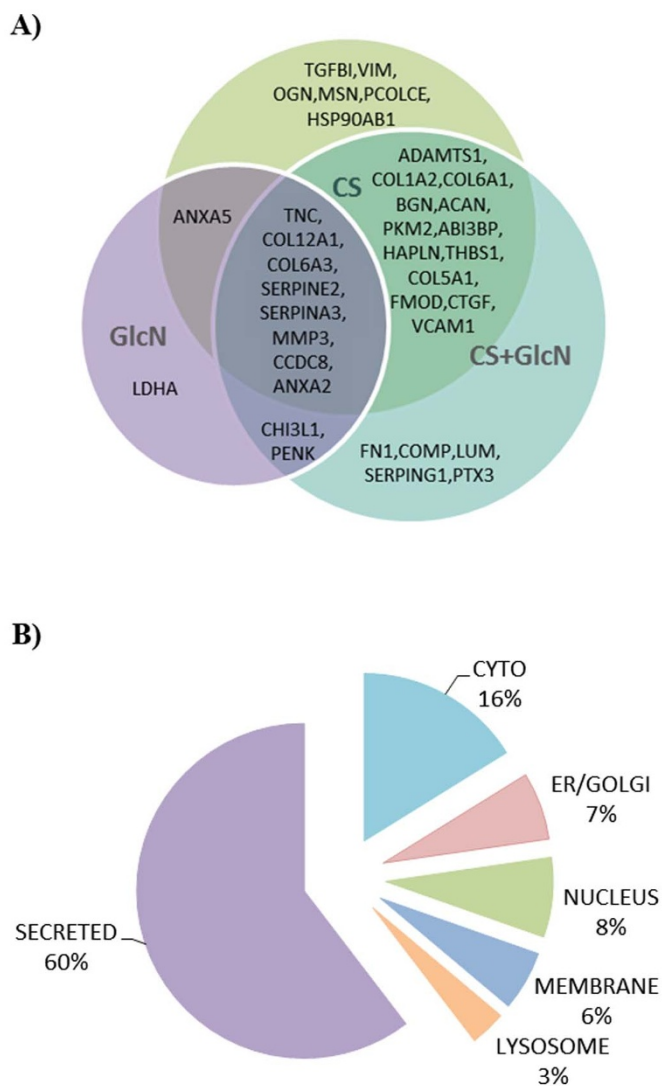 A)
TGFBI,VIM,
OGN,MSN,PCOLCE,
HSP90AB1
CS
ADAMTS1,
COL1A2,COL6A1,
BGN,ACAN,
PKM2,ABI3BP,
HAPLN,THBS1,
COL5A1,
FMOD,CTGF,
VCAM1
ANXA5
TNC,
COL12A1,
COL6A3,
SERPINE2,
SERPINA3,
MMP3,
CCDC8,
ANXA2
GlcN
LDHA
CS+GlcN
CHI3L1,
PENK
FN1,COMP,LUM,
SERPING1,PTX3
B)
CYTO
16%
ER/GOLGI
7%
NUCLEUS
8%
MEMBRANE
6%
LYSOSOME
3%
SECRETED
60%